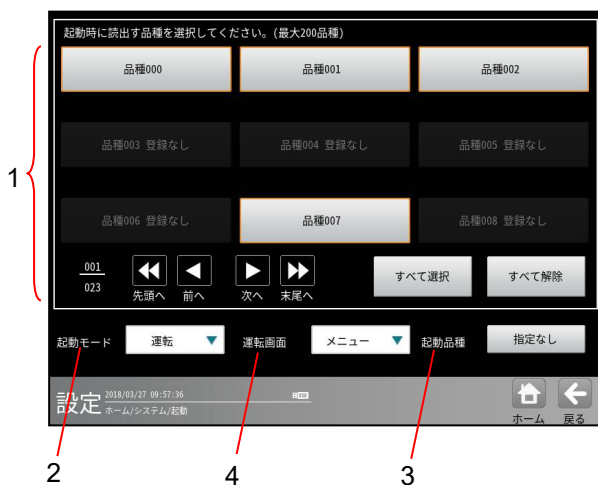 起動時に読出す品種を選択してください。(最大200品種)
品種000 品種001 品種002
品種003 登録なし 品種004 登録なし 品種005 登録なし
1
品種006 登録なし 品種007 品種008 登録なし
001
023
先頭へ 前へ 次へ 末尾へ すべて選択 すべて解除
起動モード 運転 運転画面 メニュー 起動品種 指定なし
設定 2018/03/27 09:57:36
ホーム/システム/起動
ホーム 戻る
2 4 3